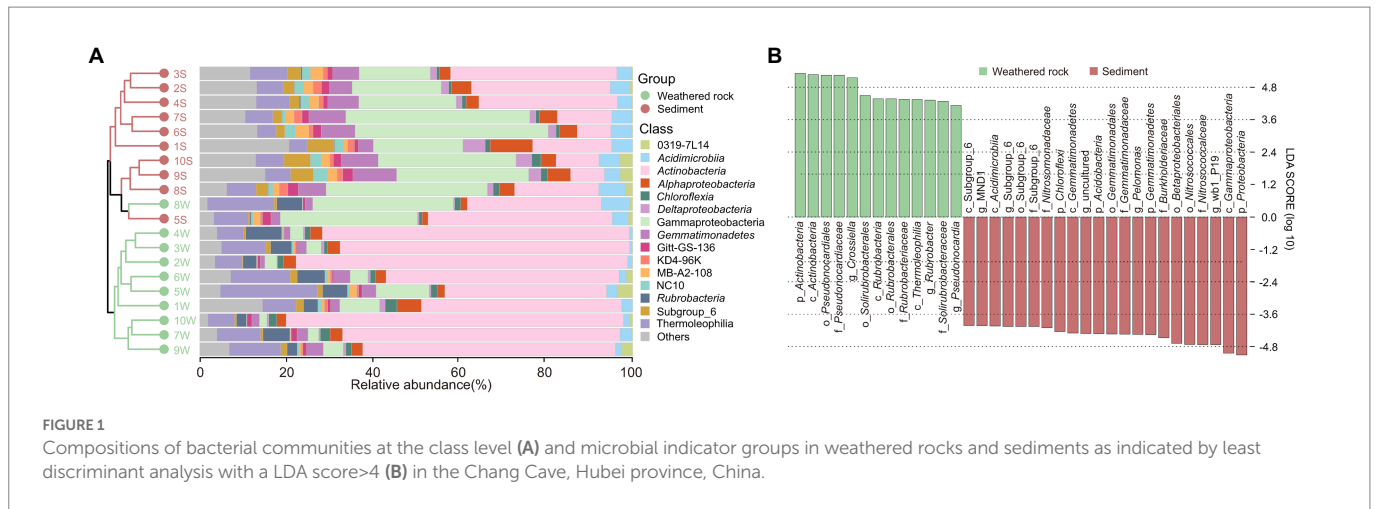 A
3S
2S
4S
7S
6S
1S
10S
9S
8S
8W
5S
4W
3W
2W
6W
5W
1W
10W
7W
9W
0 20 40 60 80 100
Relative abundance(%)
Group
Weathered rock
Sediment
Class
0319-7L14
Acidimicrobiia
Actinobacteria
Alphaproteobacteria
Chloroflexia
Deltaproteobacteria
Gammaproteobacteria
Gemmatimonadetes
Gitt-GS-136
KD4-96K
MB-A2-108
NC10
Rubrobacteria
Subgroup_6
Thermoleophilia
Others
B
Weathered rock Sediment
p_Actinobacteria
c_Actinobacteria
o_Pseudonocardiales
f_Pseudonocardiaceae
g_Crossiella
o_Solirubrobacterales
c_Rubrobacteria
o_Rubrobacterales
f_Rubrobacteriaceae
c_Thermoleophilia
g_Rubrobacter
f_Solirubrobacteraceae
g_Pseudonocardia
c_Subgroup_6
g_MND1
c_Acidimicrobiia
g_Subgroup_6
o_Subgroup_6
f_Subgroup_6
f_Nitrosomonadaceae
p_Chloroflexi
c_Gemmatimonadetes
g_uncultured
p_Acidobacteria
o_Gemmatimonadales
f_Gemmatimonadaceae
g_Pelomonas
p_Gemmatimonadetes
f_Burkholderiaceae
o_Betaproteobacteriales
o_Nitrosococcales
f_Nitrosococcaceae
g_wb1_P19
c_Gammaproteobacteria
p_Proteobacteria
4.8
3.6
2.4
1.2
0.0
-1.2
-2.4
-3.6
-4.8
LDA SCORE (log 10)
FIGURE 1
Compositions of bacterial communities at the class level (A) and microbial indicator groups in weathered rocks and sediments as indicated by least
discriminant analysis with a LDA score>4 (B) in the Chang Cave, Hubei province, China.